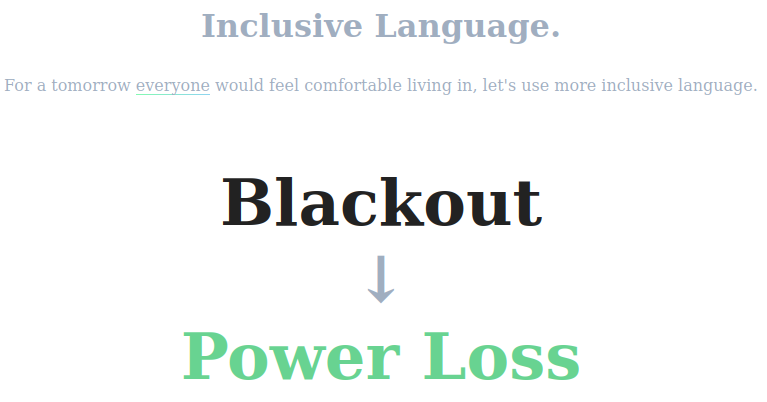 Inclusive Language.
For a tomorrow everyone would feel comfortable living in, let's use more inclusive language.
Blackout
↓
Power Loss